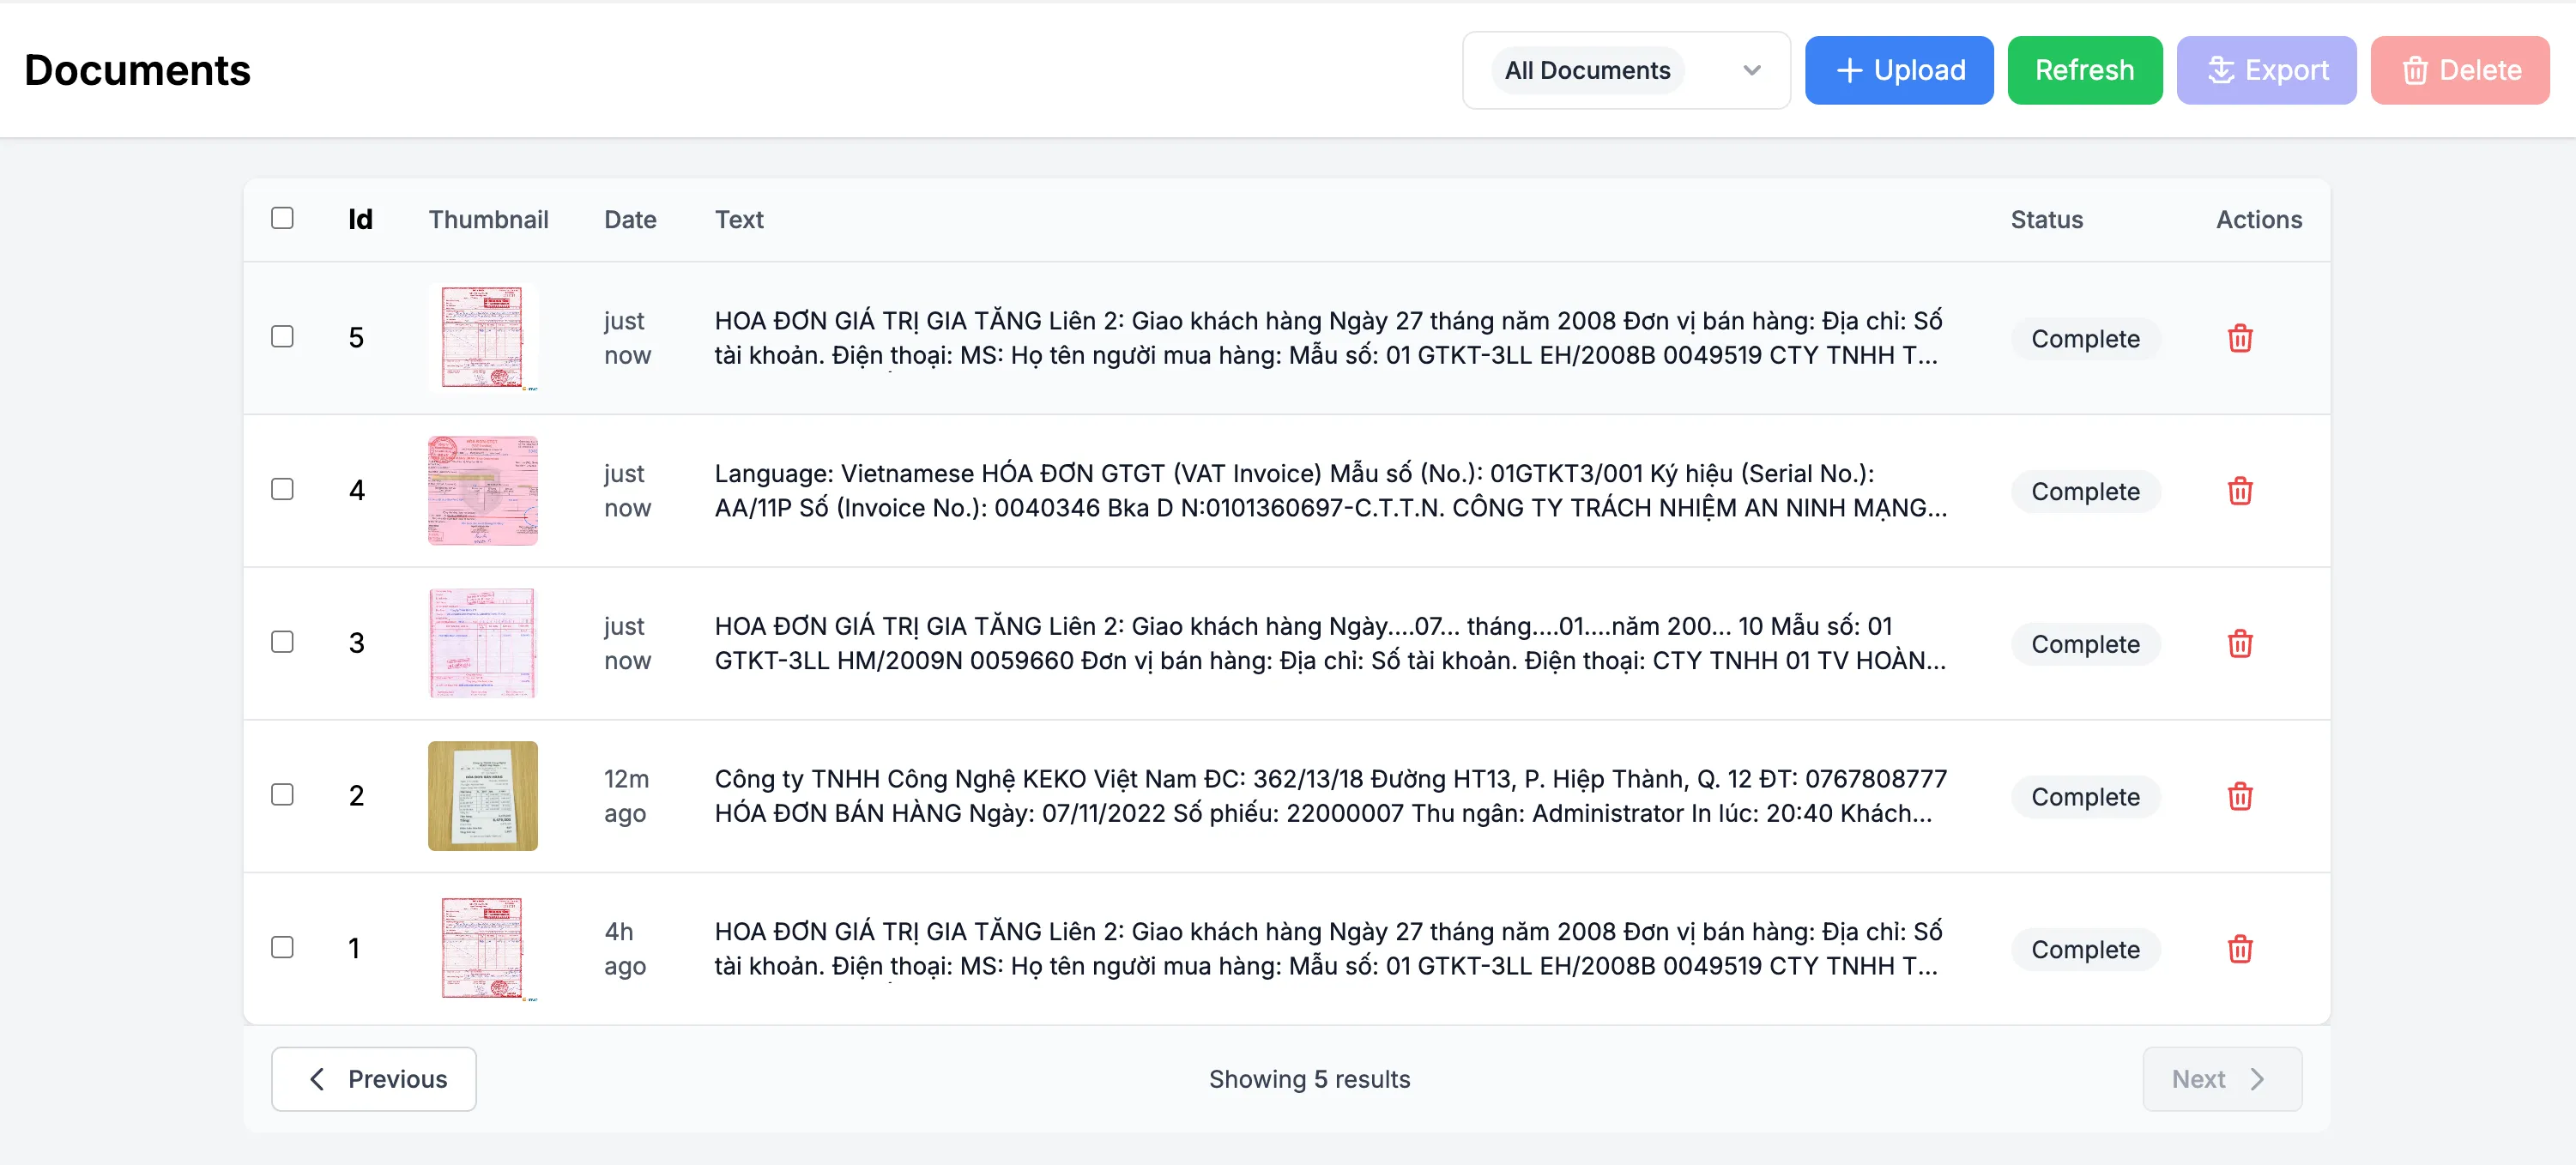 Documents
All Documents
Upload
Refresh
Export
Delete
Id Thumbnail Date Text Status Actions
5
just
now
HOA ĐƠN GIÁ TRỊ GIA TĂNG Liên 2: Giao khách hàng Ngày 27 tháng năm 2008 Đơn vị bán hàng: Địa chỉ: Số
tài khoản. Điện thoại: MS: Họ tên người mua hàng: Mẫu số: 01 GTKT-3LL EH/2008B 0049519 CTY TNHH T...
Complete
4
just
now
Language: Vietnamese HÓA ĐƠN GTGT (VAT Invoice) Mẫu số (No.): 01GTKT3/001 Ký hiệu (Serial No.):
AA/11P Số (Invoice No.): 0040346 Bka D N:0101360697-C.T.T.N. CÔNG TY TRÁCH NHIỆM AN NINH MẠNG...
Complete
3
just
now
HOA ĐƠN GIÁ TRỊ GIA TĂNG Liên 2: Giao khách hàng Ngày....07... tháng....01....năm 200... 10 Mẫu số: 01
GTKT-3LL HM/2009N 0059660 Đơn vị bán hàng: Địa chỉ: Số tài khoản. Điện thoại: CTY TNHH 01 TV HOÀN...
Complete
2
12m
ago
Công ty TNHH Công Nghệ KEKO Việt Nam ĐC: 362/13/18 Đường HT13, P. Hiệp Thành, Q. 12 ĐT: 0767808777
HÓA ĐƠN BÁN HÀNG Ngày: 07/11/2022 Số phiếu: 22000007 Thu ngân: Administrator In lúc: 20:40 Khách...
Complete
1
4h
ago
HOA ĐƠN GIÁ TRỊ GIA TĂNG Liên 2: Giao khách hàng Ngày 27 tháng năm 2008 Đơn vị bán hàng: Địa chỉ: Số
tài khoản. Điện thoại: MS: Họ tên người mua hàng: Mẫu số: 01 GTKT-3LL EH/2008B 0049519 CTY TNHH T...
Complete
Previous
Showing 5 results
Next